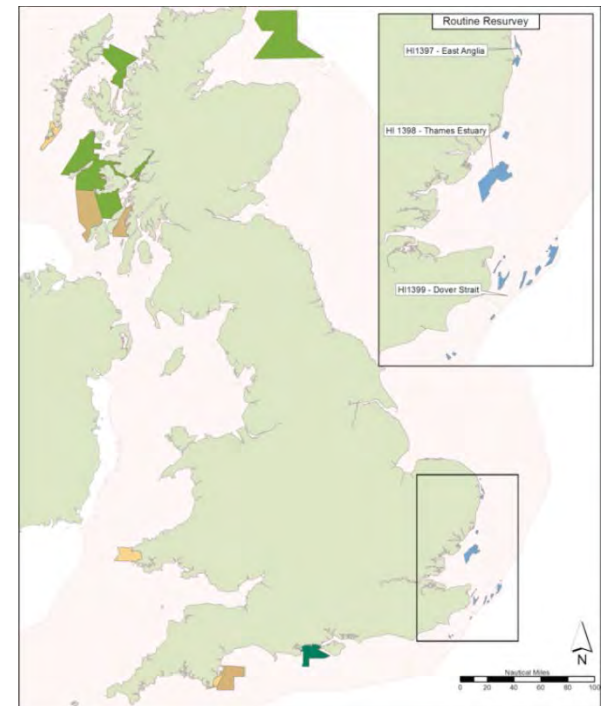 Routine Resurvey
HI1397 - East Anglia
HI 1398 - Thames Estuary
HI1399 - Dover Strait
N
Nautical Miles
0 20 40 60 80 100